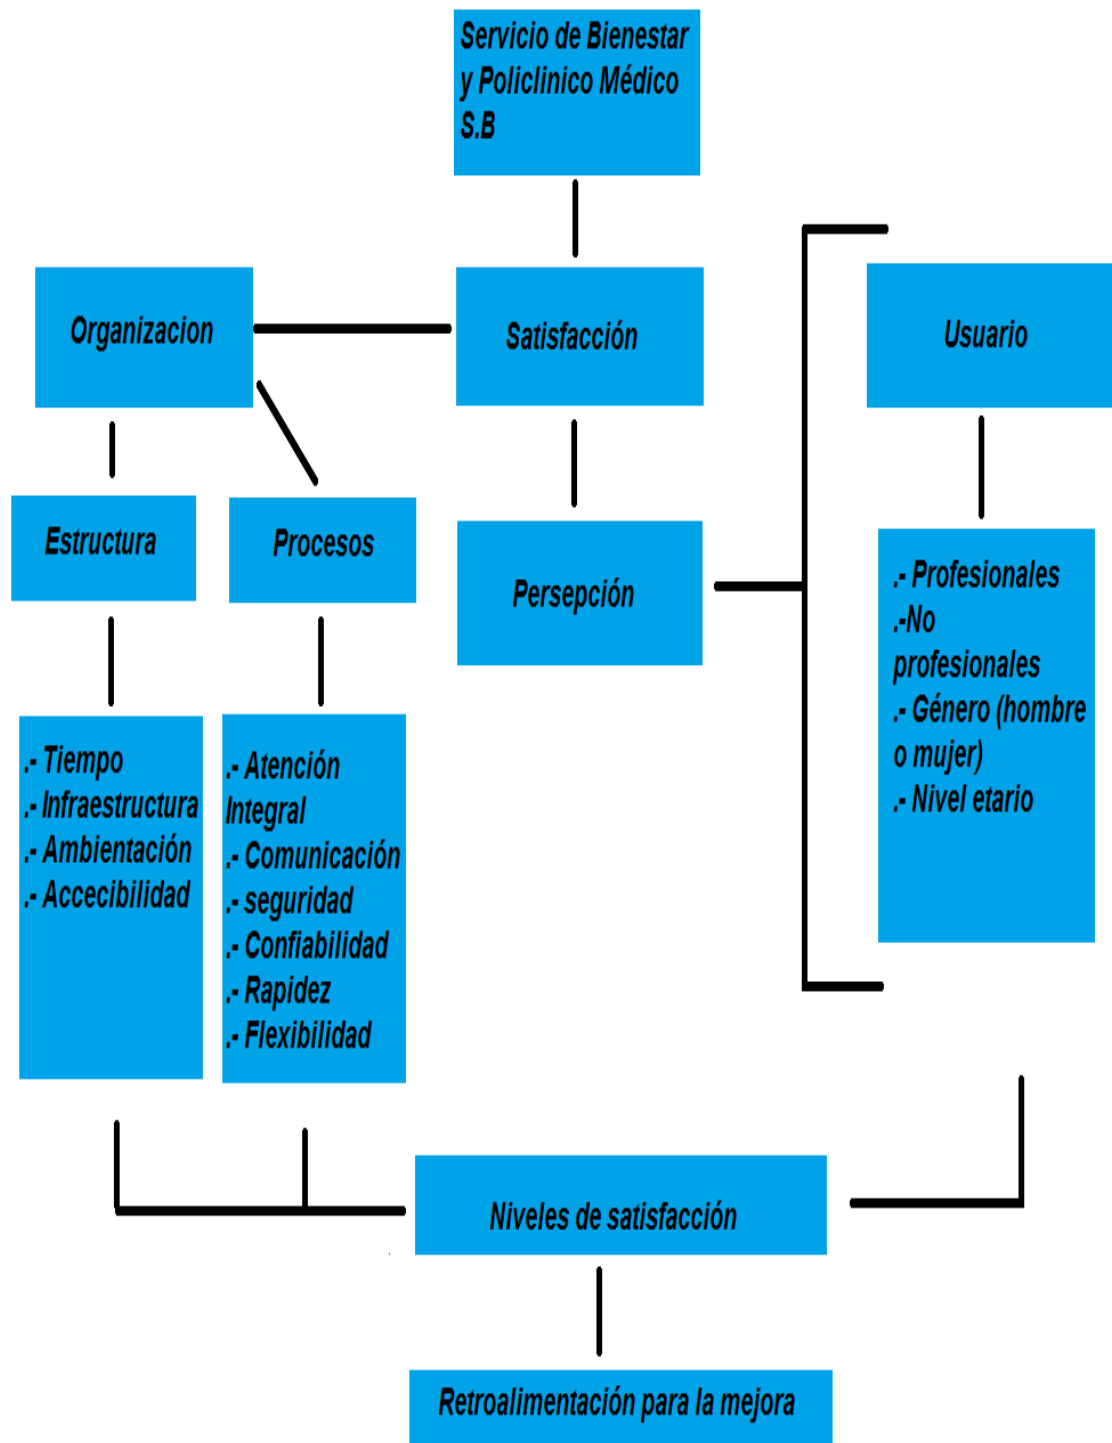 Servicio de Bienestar
y Policlinico Médico
S.B
Organizacion
Satisfacción
Usuario
Estructura
Procesos
Persepción
.- Profesionales
.-No
profesionales
.- Género (hombre
o mujer)
.- Nivel etario
.- Tiempo
.- Infraestructura
.- Ambientación
.- Accecibilidad
.- Atención
Integral
.- Comunicación
.- seguridad
.- Confiabilidad
.- Rapidez
.- Flexibilidad
Niveles de satisfacción
Retroalimentación para la mejora